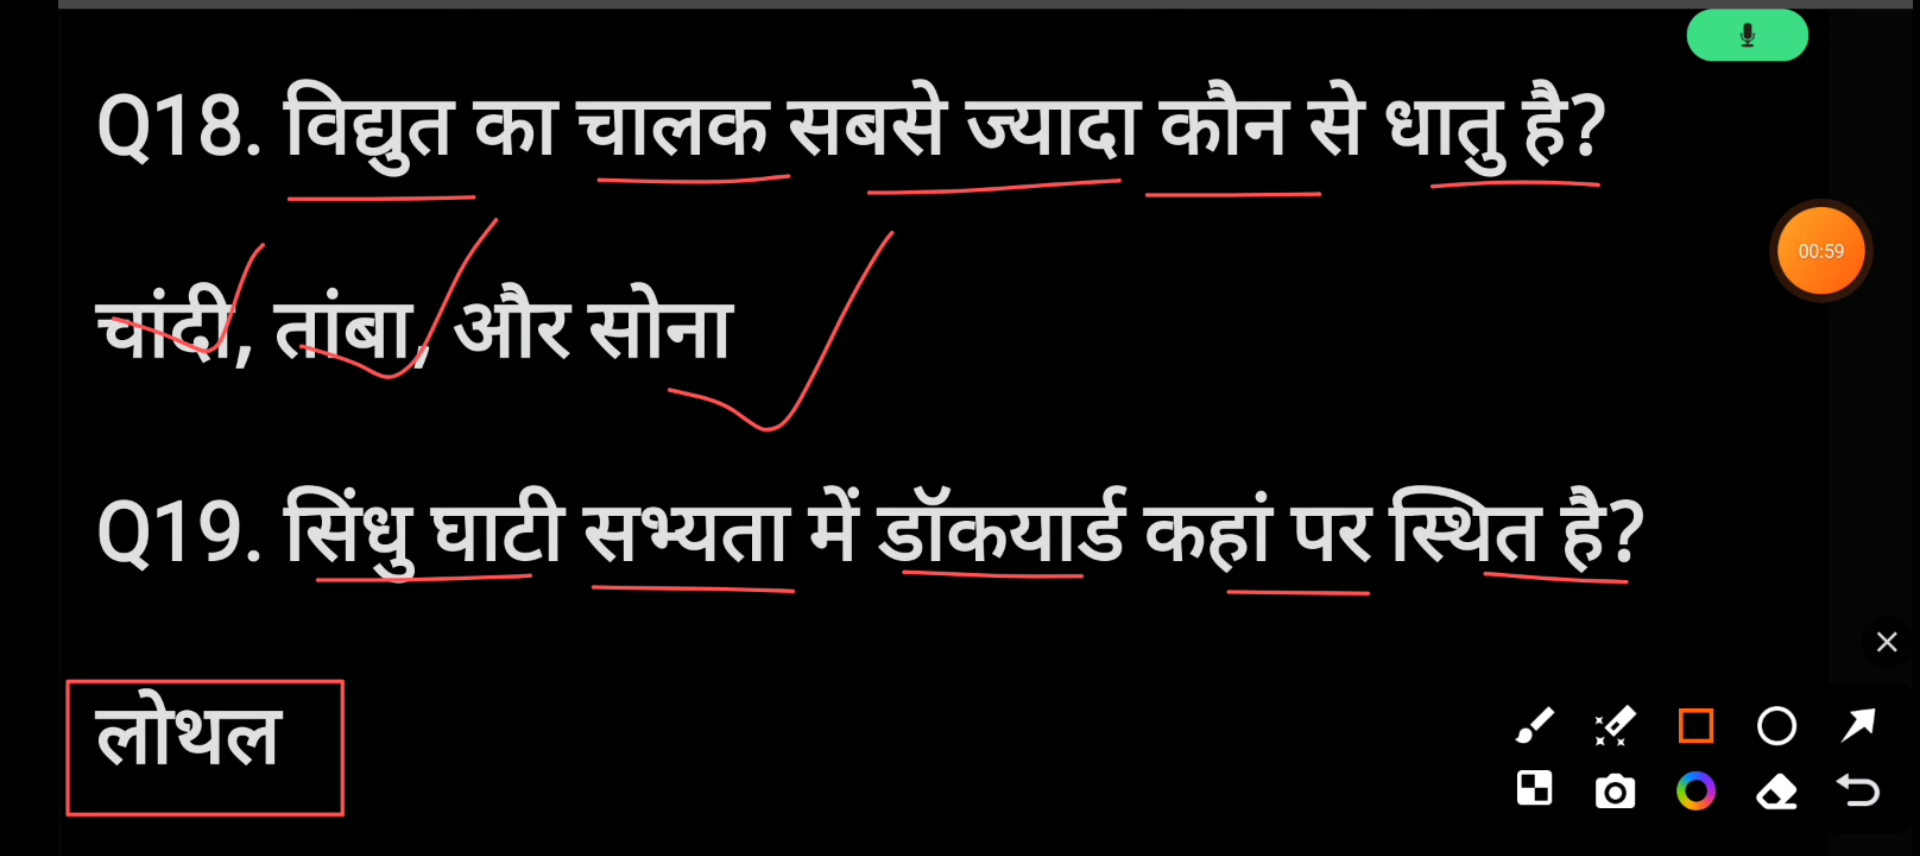 Q18. विद्युत का चालक सबसे ज्यादा कौन से धातु है?
00:59
चांदी, तांबा, और सोना
Q19. सिंधु घाटी सभ्यता में डॉकयार्ड कहां पर स्थित है?
लोथल